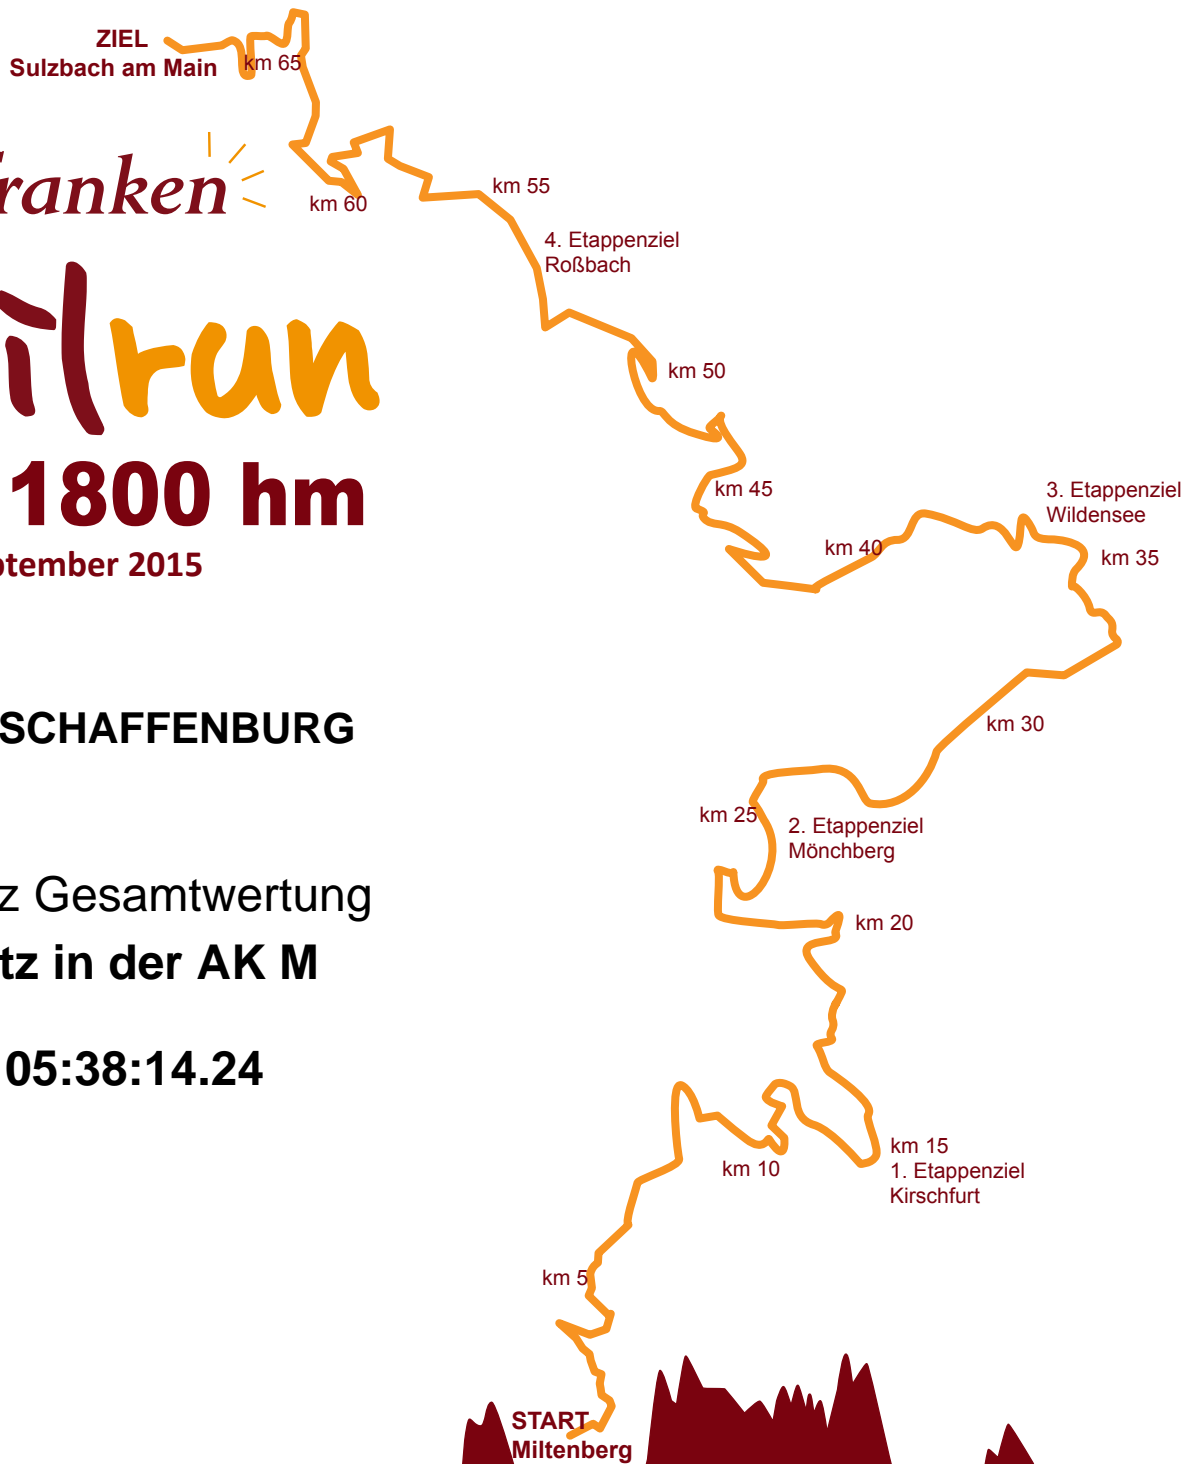 ZIEL
Sulzbach am Main
km 65
km 60
km 55
4. Etappenziel
Roßbach
run
km 50
1800 hm
2015
km 45
3. Etappenziel
Wildensee
km 40
km 35
SCHAFFENBURG
km 30
km 25
2. Etappenziel
Mönchberg
Gesamtwertung
in der AK M
km 20
05:38:14.24
km 15
1. Etappenziel
Kirschfurt
km 10
km 5
START
Miltenberg